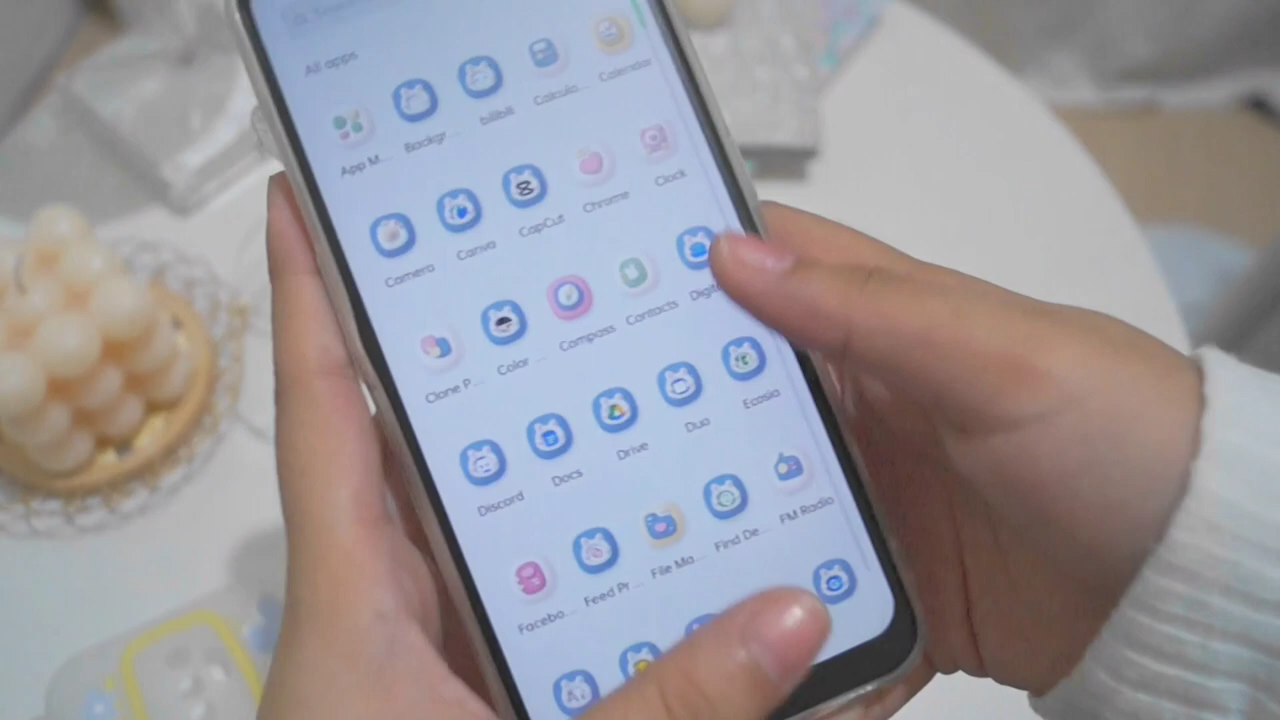 All apps
App M... Backgr... bilibili Calcula... Calendar
Camera Canva CapCut Chrome Clock
Clone P... Color ... Compass Contacts Digit
Discord Docs Drive Duo Ecosia
Facebo... Feed Pr... File Ma... Find De... FM Radio